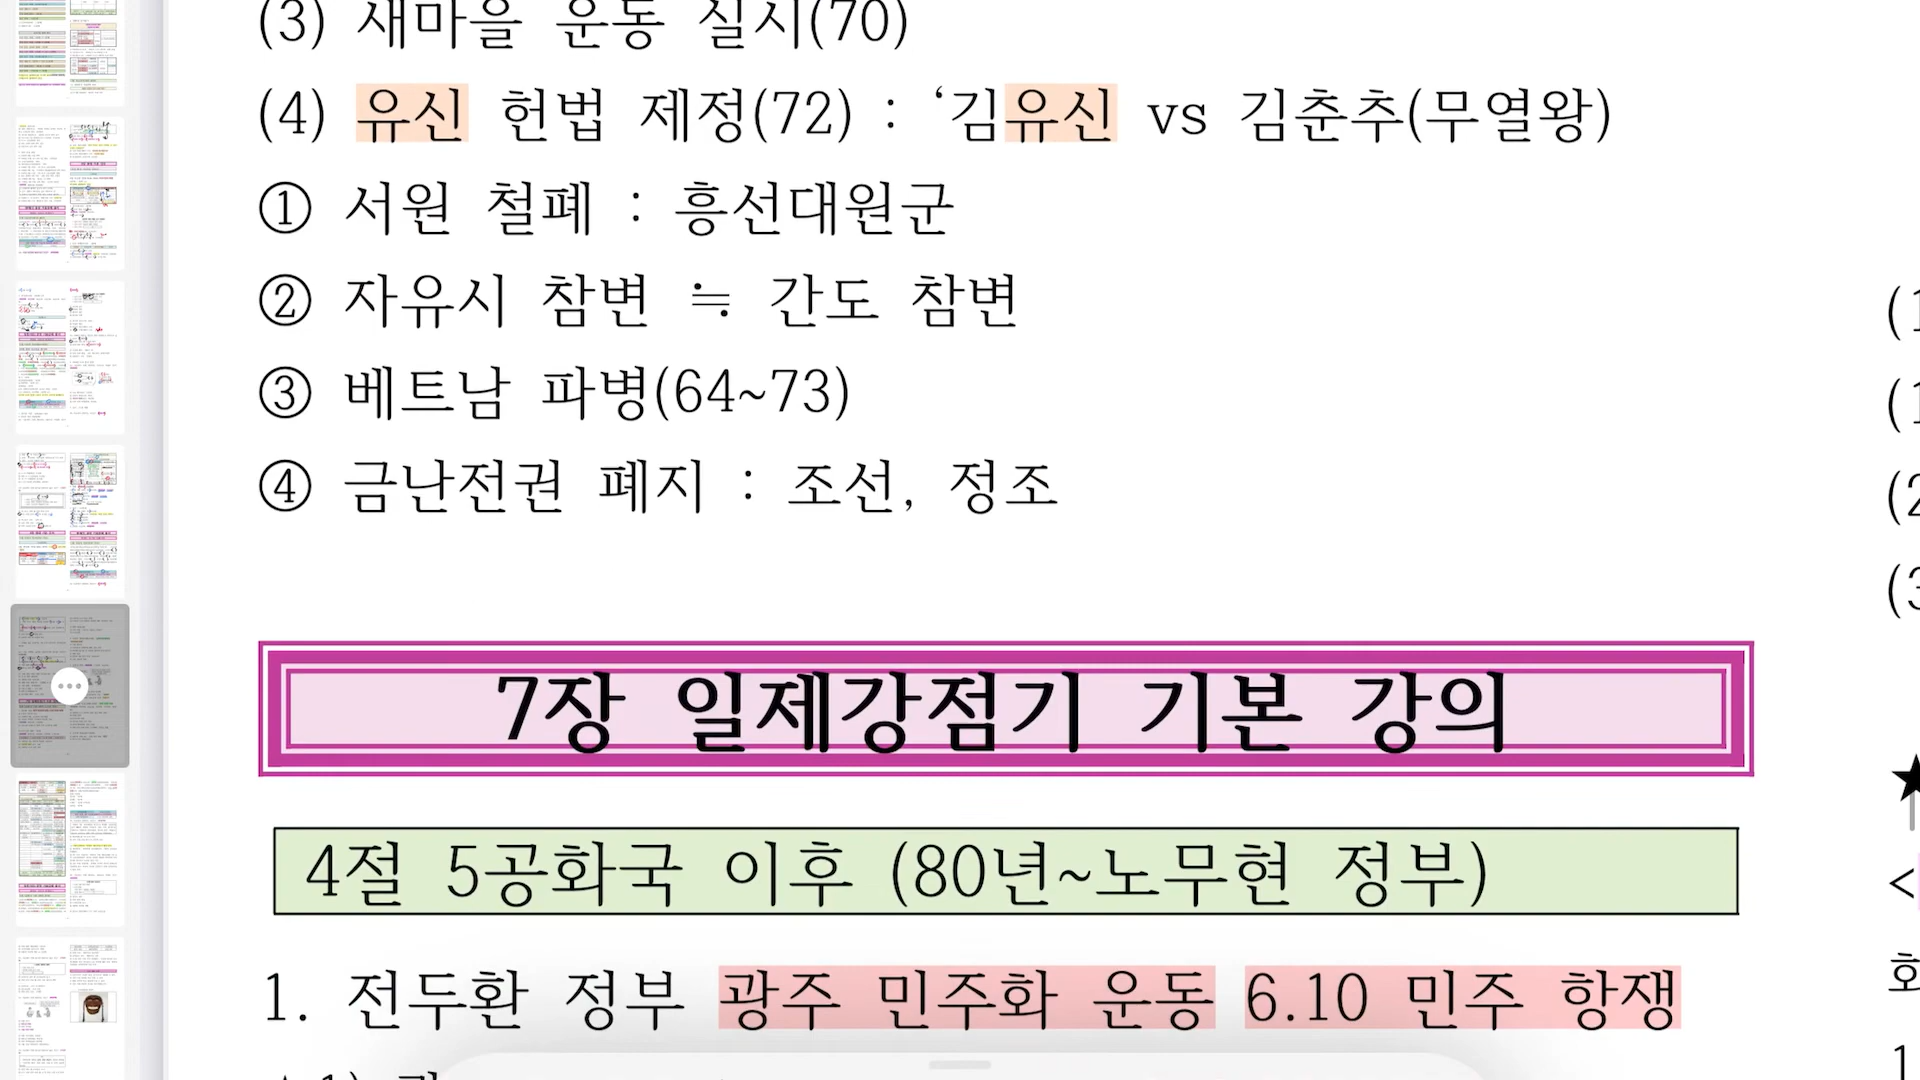 (3) 새마을 운동 실시(70)
(4) 유신 헌법 제정(72) : ‘김유신 vs 김춘추(무열왕)
① 서원 철폐 : 흥선대원군
② 자유시 참변 ≒ 간도 참변
③ 베트남 파병(64~73)
④ 금난전권 폐지 : 조선, 정조
7장 일제강점기 기본 강의
4절 5공화국 이후 (80년~노무현 정부)
1. 전두환 정부 광주 민주화 운동 6.10 민주 항쟁